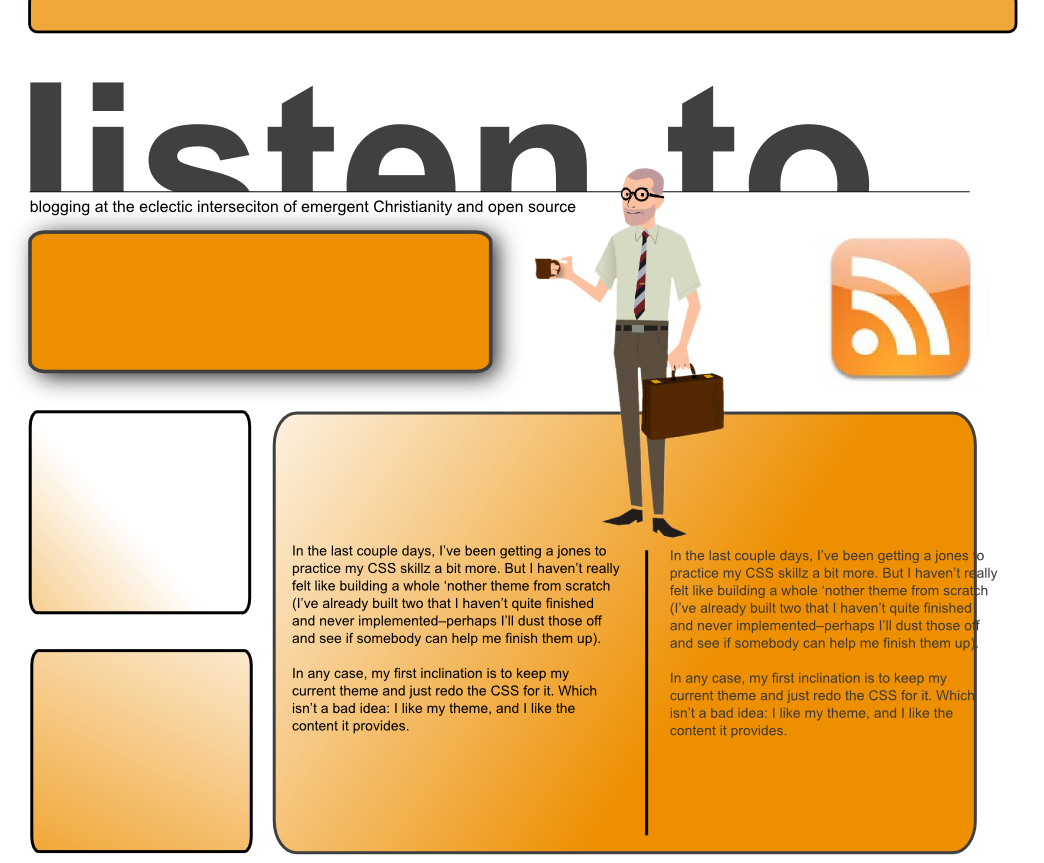 listen to
blogging at the eclectic interseciton of emergent Christianity and open source
In the last couple days, I’ve been getting a jones to
practice my CSS skillz a bit more. But I haven’t really
felt like building a whole ‘nother theme from scratch
(I’ve already built two that I haven’t quite finished
and never implemented–perhaps I’ll dust those off
and see if somebody can help me finish them up).
In any case, my first inclination is to keep my
current theme and just redo the CSS for it. Which
isn’t a bad idea: I like my theme, and I like the
content it provides.
In the last couple days, I’ve been getting a jones to
practice my CSS skillz a bit more. But I haven’t really
felt like building a whole ‘nother theme from scratch
(I’ve already built two that I haven’t quite finished
and never implemented–perhaps I’ll dust those off
and see if somebody can help me finish them up).
In any case, my first inclination is to keep my
current theme and just redo the CSS for it. Which
isn’t a bad idea: I like my theme, and I like the
content it provides.